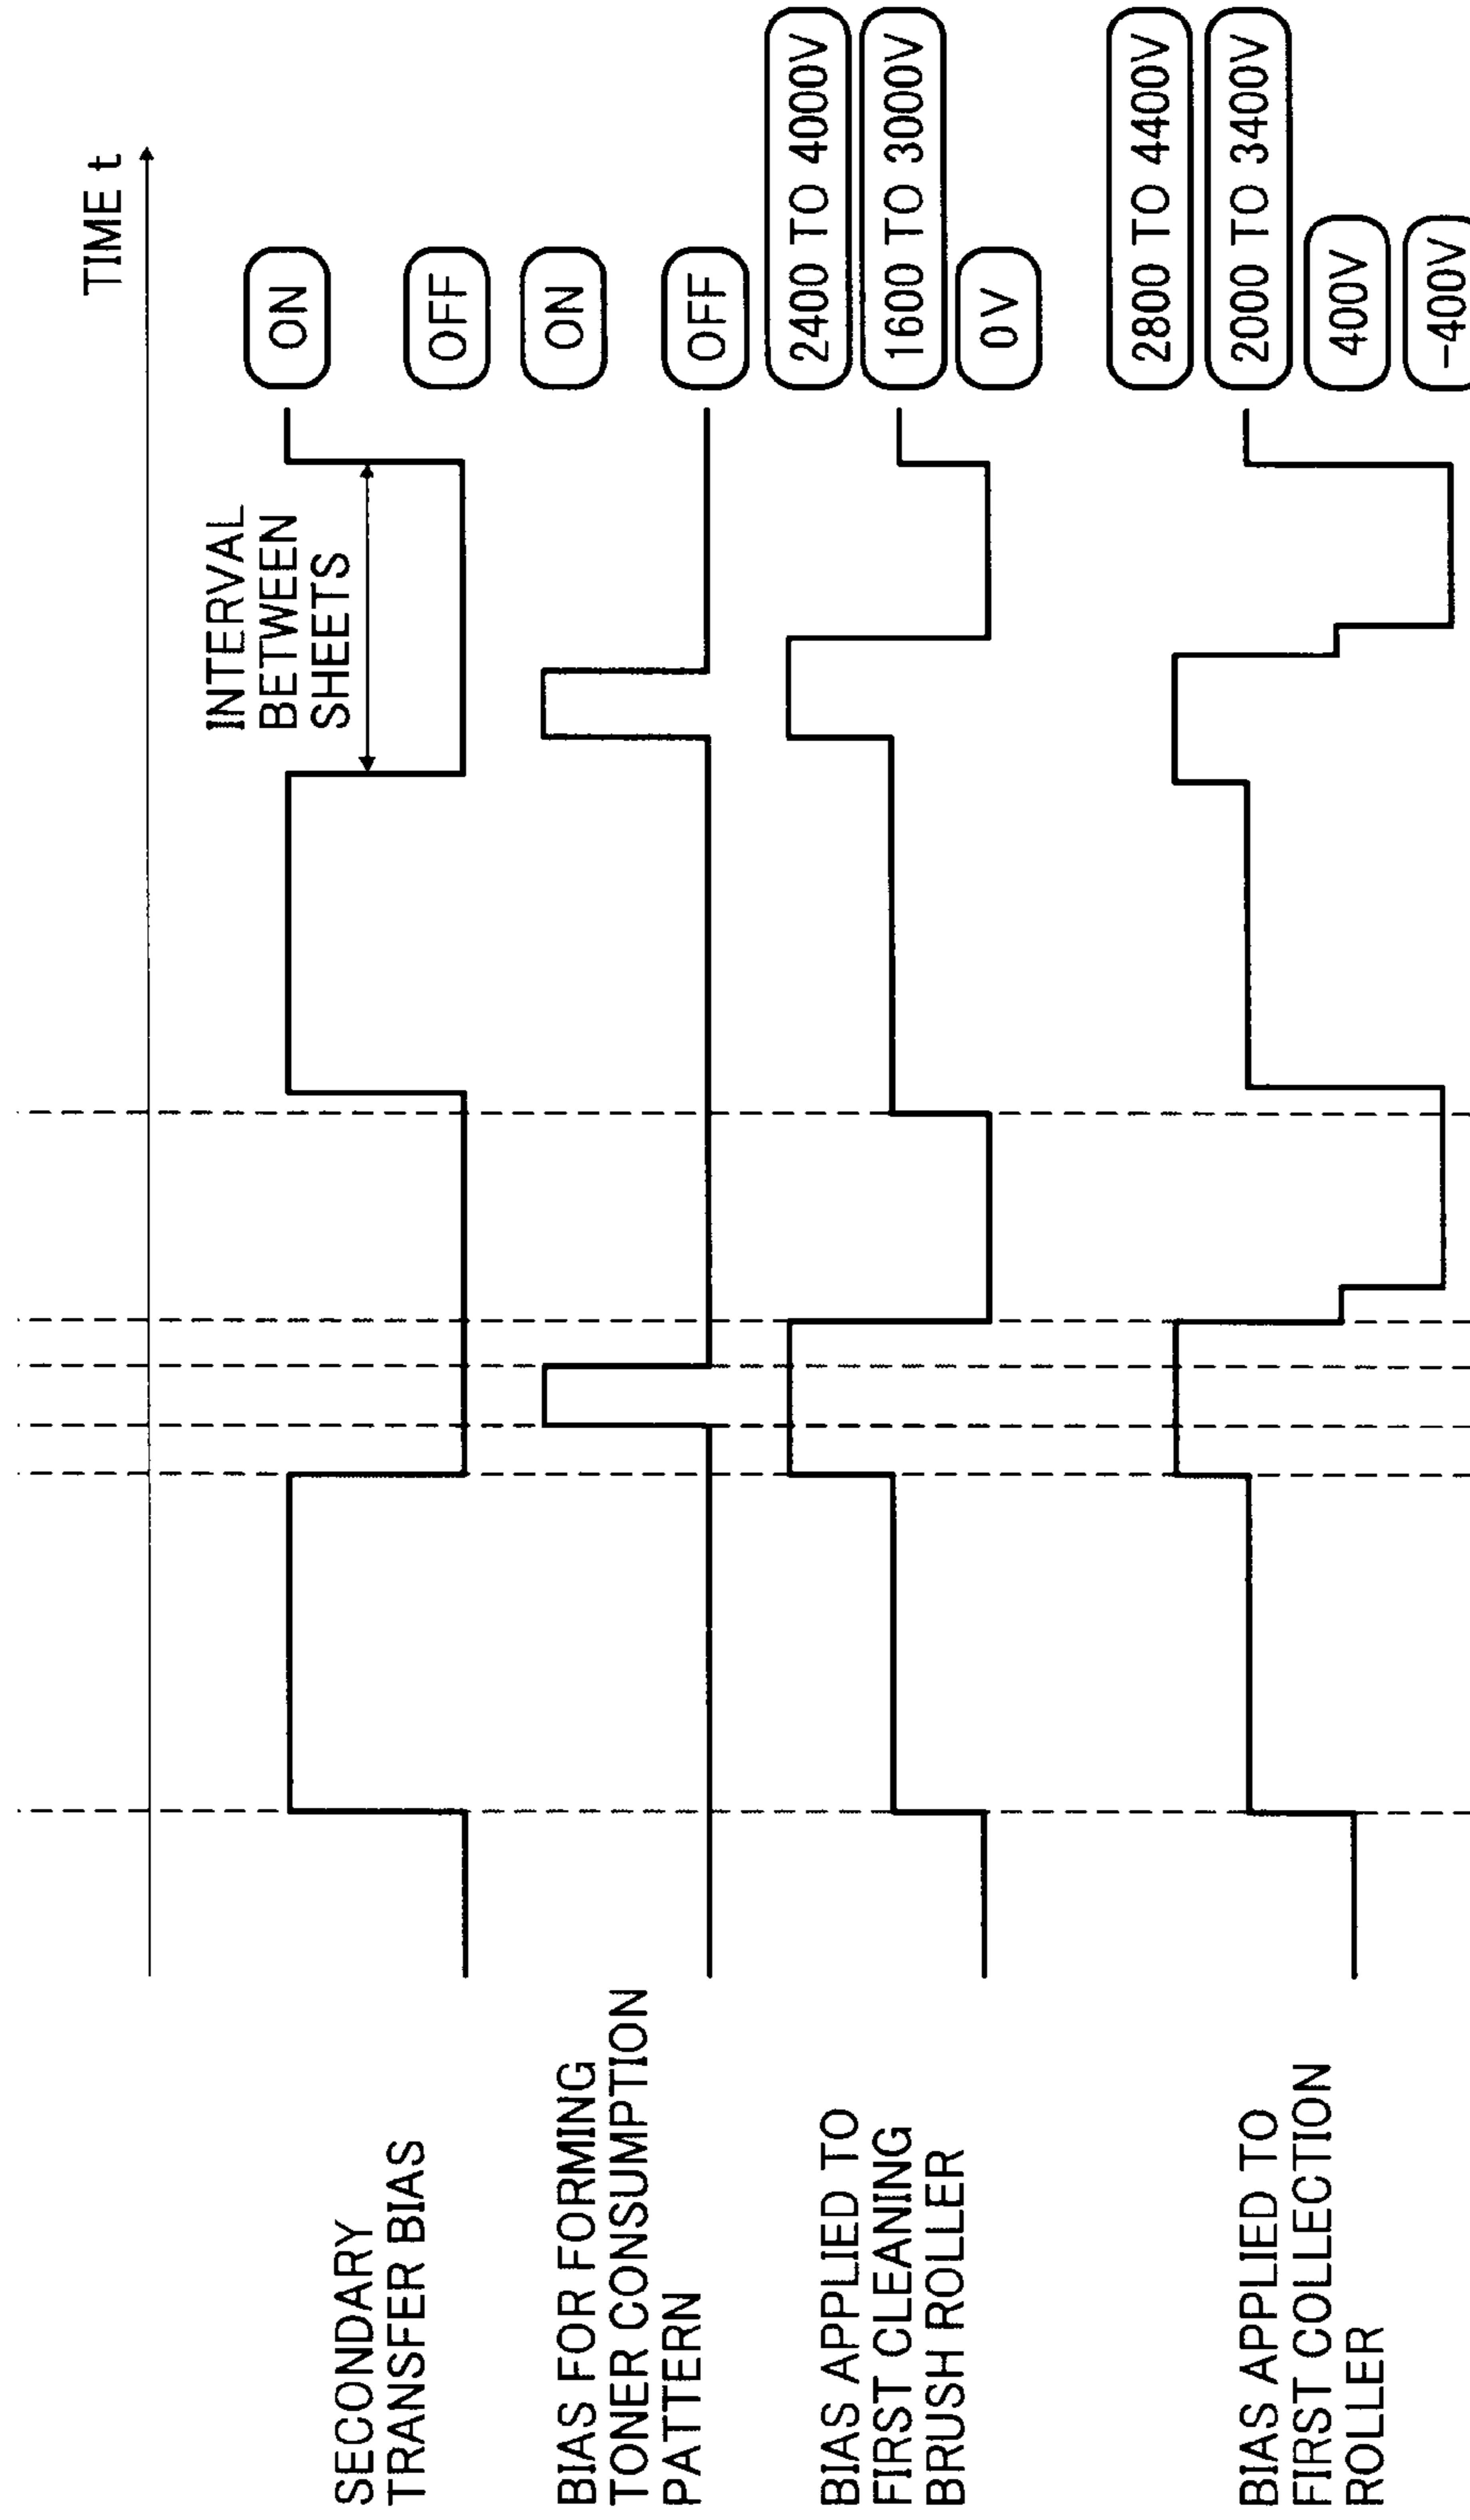 TIME t
SECONDARY
TRANSFER BIAS
INTERVAL
BETWEEN
SHEETS
ON
OFF
BIAS FOR FORMING
TONER CONSUMPTION
PATTERN
ON
OFF
BIAS APPLIED TO
FIRST CLEANING
BRUSH ROLLER
2400 TO 4000V
1600 TO 3000V
0V
BIAS APPLIED TO
FIRST COLLECTION
ROLLER
2800 TO 4400V
2000 TO 3400V
400V
-400V